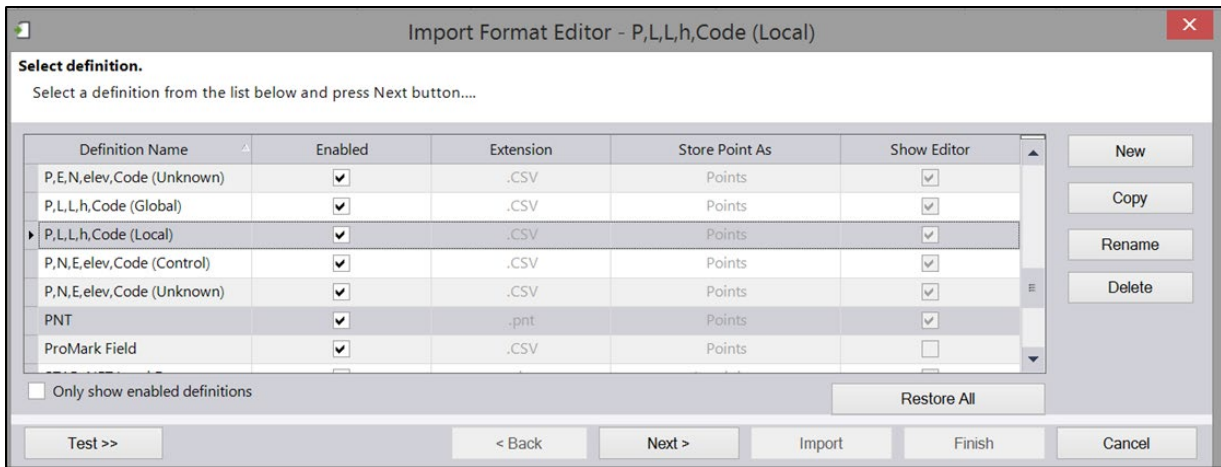 Import Format Editor - P,L,L,h,Code (Local)
Select definition.
Select a definition from the list below and press Next button....
Definition Name Enabled Extension Store Point As Show Editor
P,E,N,elev,Code (Unknown) .CSV Points
P,L,L,h,Code (Global) .CSV Points
P,L,L,h,Code (Local) .CSV Points
P,N,E,elev,Code (Control) .CSV Points
P,N,E,elev,Code (Unknown) .CSV Points
PNT .pnt Points
ProMark Field .CSV Points
New
Copy
Rename
Delete
Only show enabled definitions
Restore All
Test >> < Back Next > Import Finish Cancel